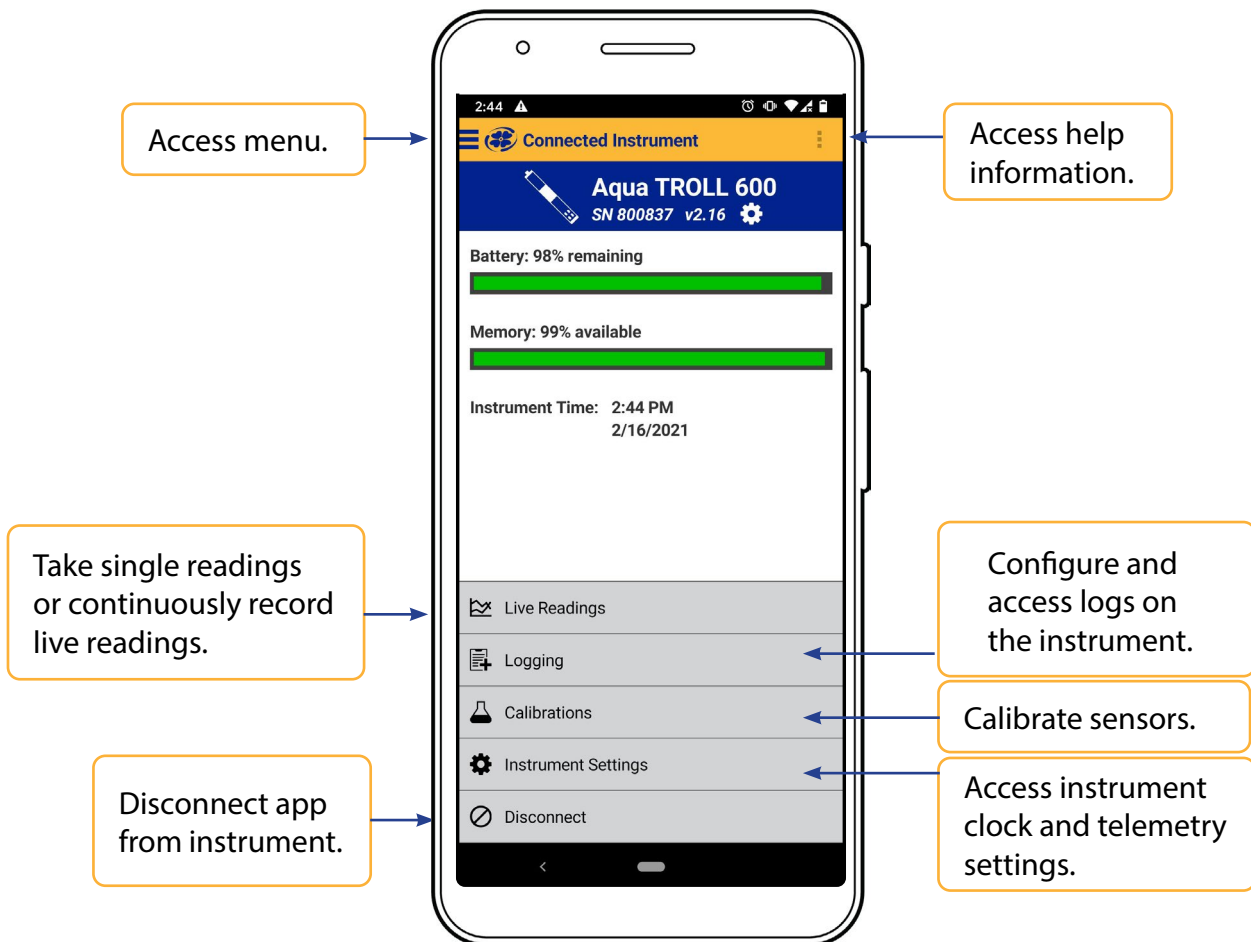 2:44
Access menu.
Connected Instrument
Access help
information.
Aqua TROLL 600
SN 800837 v2.16
Battery: 98% remaining
Memory: 99% available
Instrument Time: 2:44 PM
2/16/2021
Take single readings
or continuously record
live readings.
Live Readings
Configure and
access logs on
the instrument.
Logging
Calibrations
Calibrate sensors.
Instrument Settings
Access instrument
clock and telemetry
settings.
Disconnect app
from instrument.
Disconnect